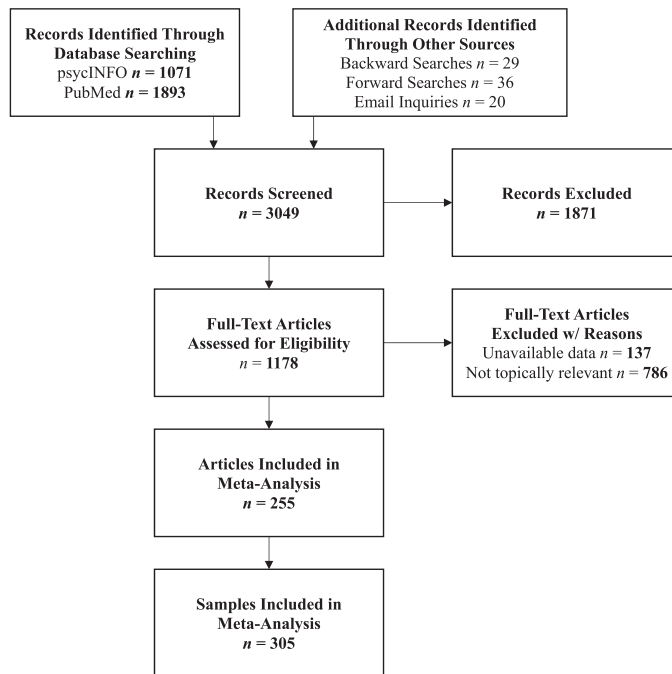 Records Identified Through
Database Searching
psycINFO n = 1071
PubMed n = 1893
Additional Records Identified
Through Other Sources
Backward Searches n = 29
Forward Searches n = 36
Email Inquiries n = 20
Records Screened
n = 3049
Records Excluded
n = 1871
Full-Text Articles
Assessed for Eligibility
n = 1178
Full-Text Articles
Excluded w/ Reasons
Unavailable data n = 137
Not topically relevant n = 786
Articles Included in
Meta-Analysis
n = 255
Samples Included in
Meta-Analysis
n = 305